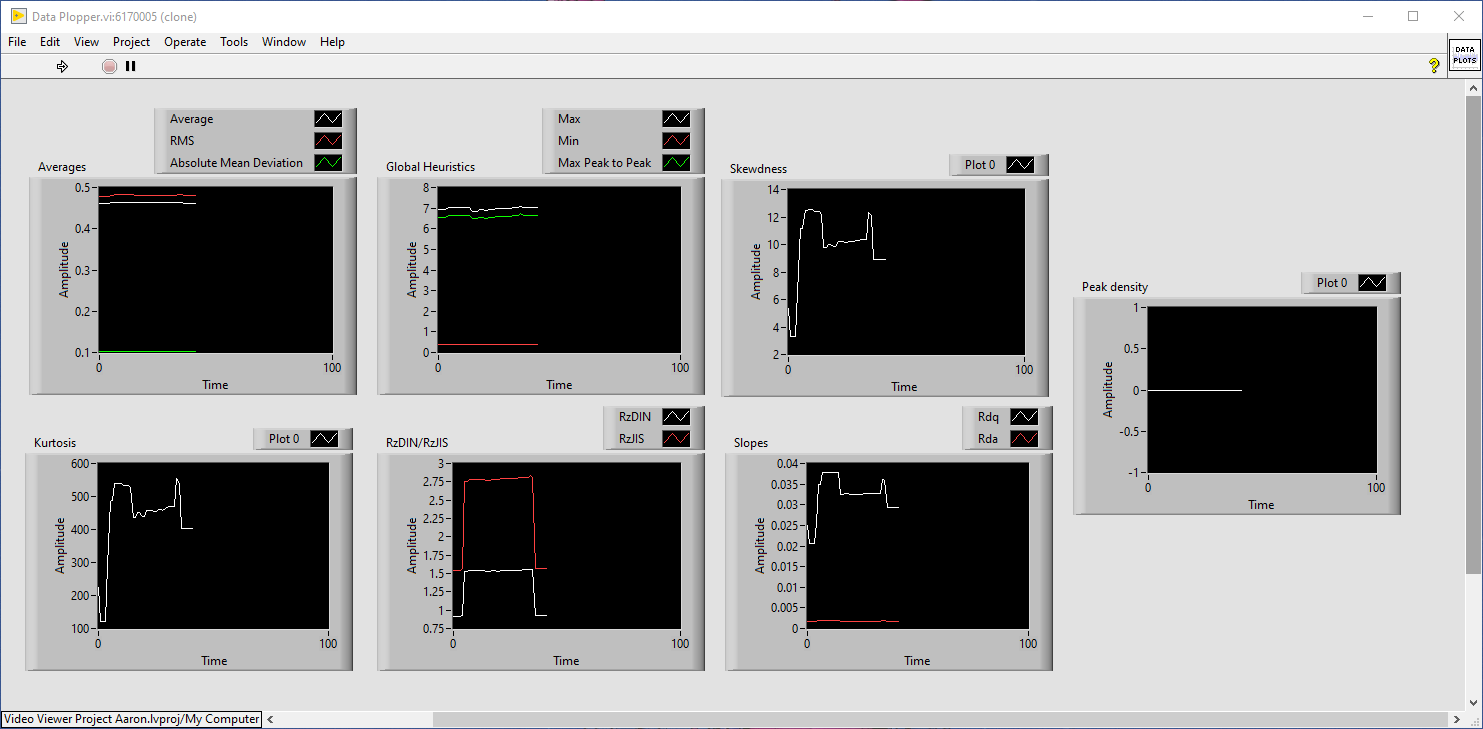 Data Plopper.vi:6170005 (clone)
File Edit View Project Operate Tools Window Help
DATA
PLOTS
Averages
Average
RMS
Absolute Mean Deviation
0.5
0.4
0.3
0.2
0.1
Amplitude
0 100
Time
Global Heuristics
Max
Min
Max Peak to Peak
8
7
6
5
4
3
2
1
0
Amplitude
0 100
Time
Skewdness
Plot 0
14
12
10
8
6
4
2
Amplitude
0 100
Time
Peak density
Plot 0
1
0.5
0
-0.5
-1
Amplitude
0 100
Time
Kurtosis
Plot 0
600
500
400
300
200
100
Amplitude
0 100
Time
RzDIN/RzJIS
RzDIN
RzJIS
3
2.75
2.5
2.25
2
1.75
1.5
1.25
1
0.75
Amplitude
0 100
Time
Slopes
Rdq
Rda
0.04
0.035
0.03
0.025
0.02
0.015
0.01
0.005
0
Amplitude
0 100
Time
Video Viewer Project Aaron.lvproj/My Computer